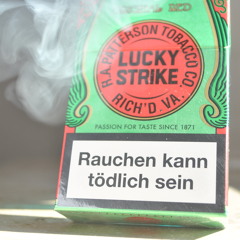 R.A. PATTERSON TOBACCO CO.
LUCKY
STRIKE
RICH'D. VA.
PASSION FOR TASTE SINCE 1871
Rauchen kann
tödlich sein